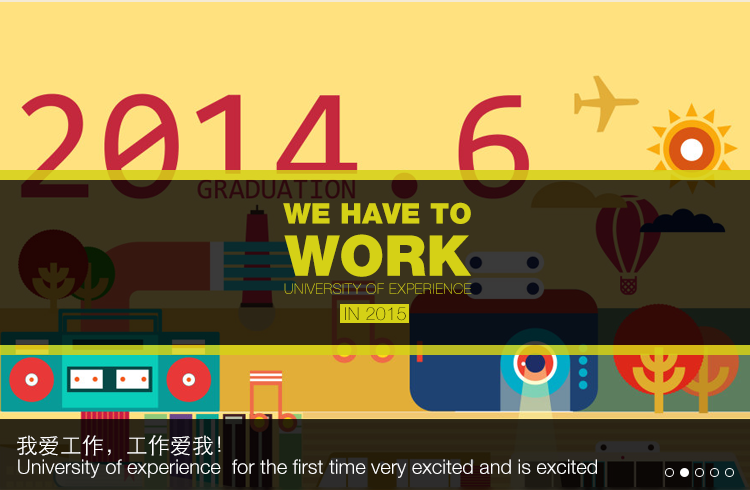 2014.6
GRADUATION
WE HAVE TO
WORK
UNIVERSITY OF EXPERIENCE
IN 2015
我爱工作，工作爱我！
University of experience  for the first time very excited and is excited